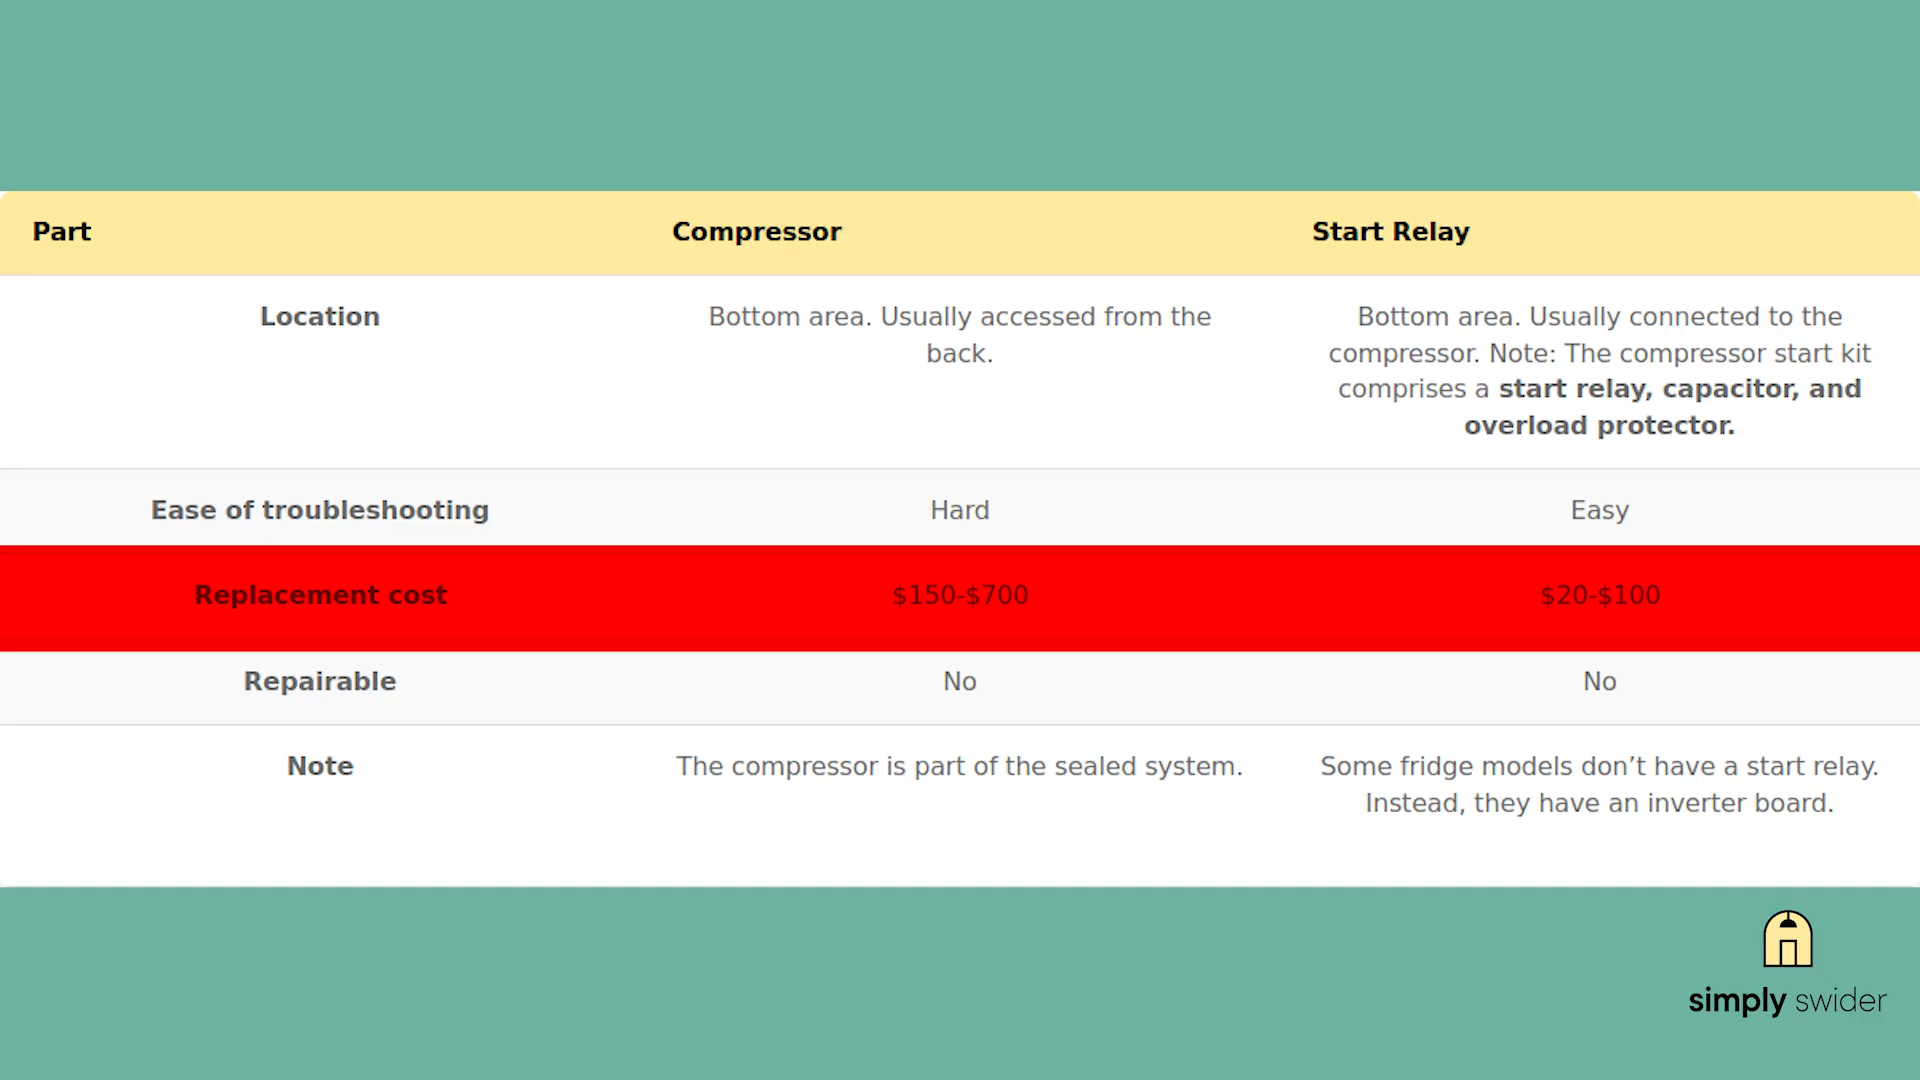 Part Compressor Start Relay
Location
Bottom area. Usually accessed from the
back.
Bottom area. Usually connected to the
compressor. Note: The compressor start kit
comprises a start relay, capacitor, and
overload protector.
Ease of troubleshooting Hard Easy
Replacement cost $150-$700 $20-$100
Repairable No No
Note
The compressor is part of the sealed system.
Some fridge models don’t have a start relay.
Instead, they have an inverter board.
simply swider